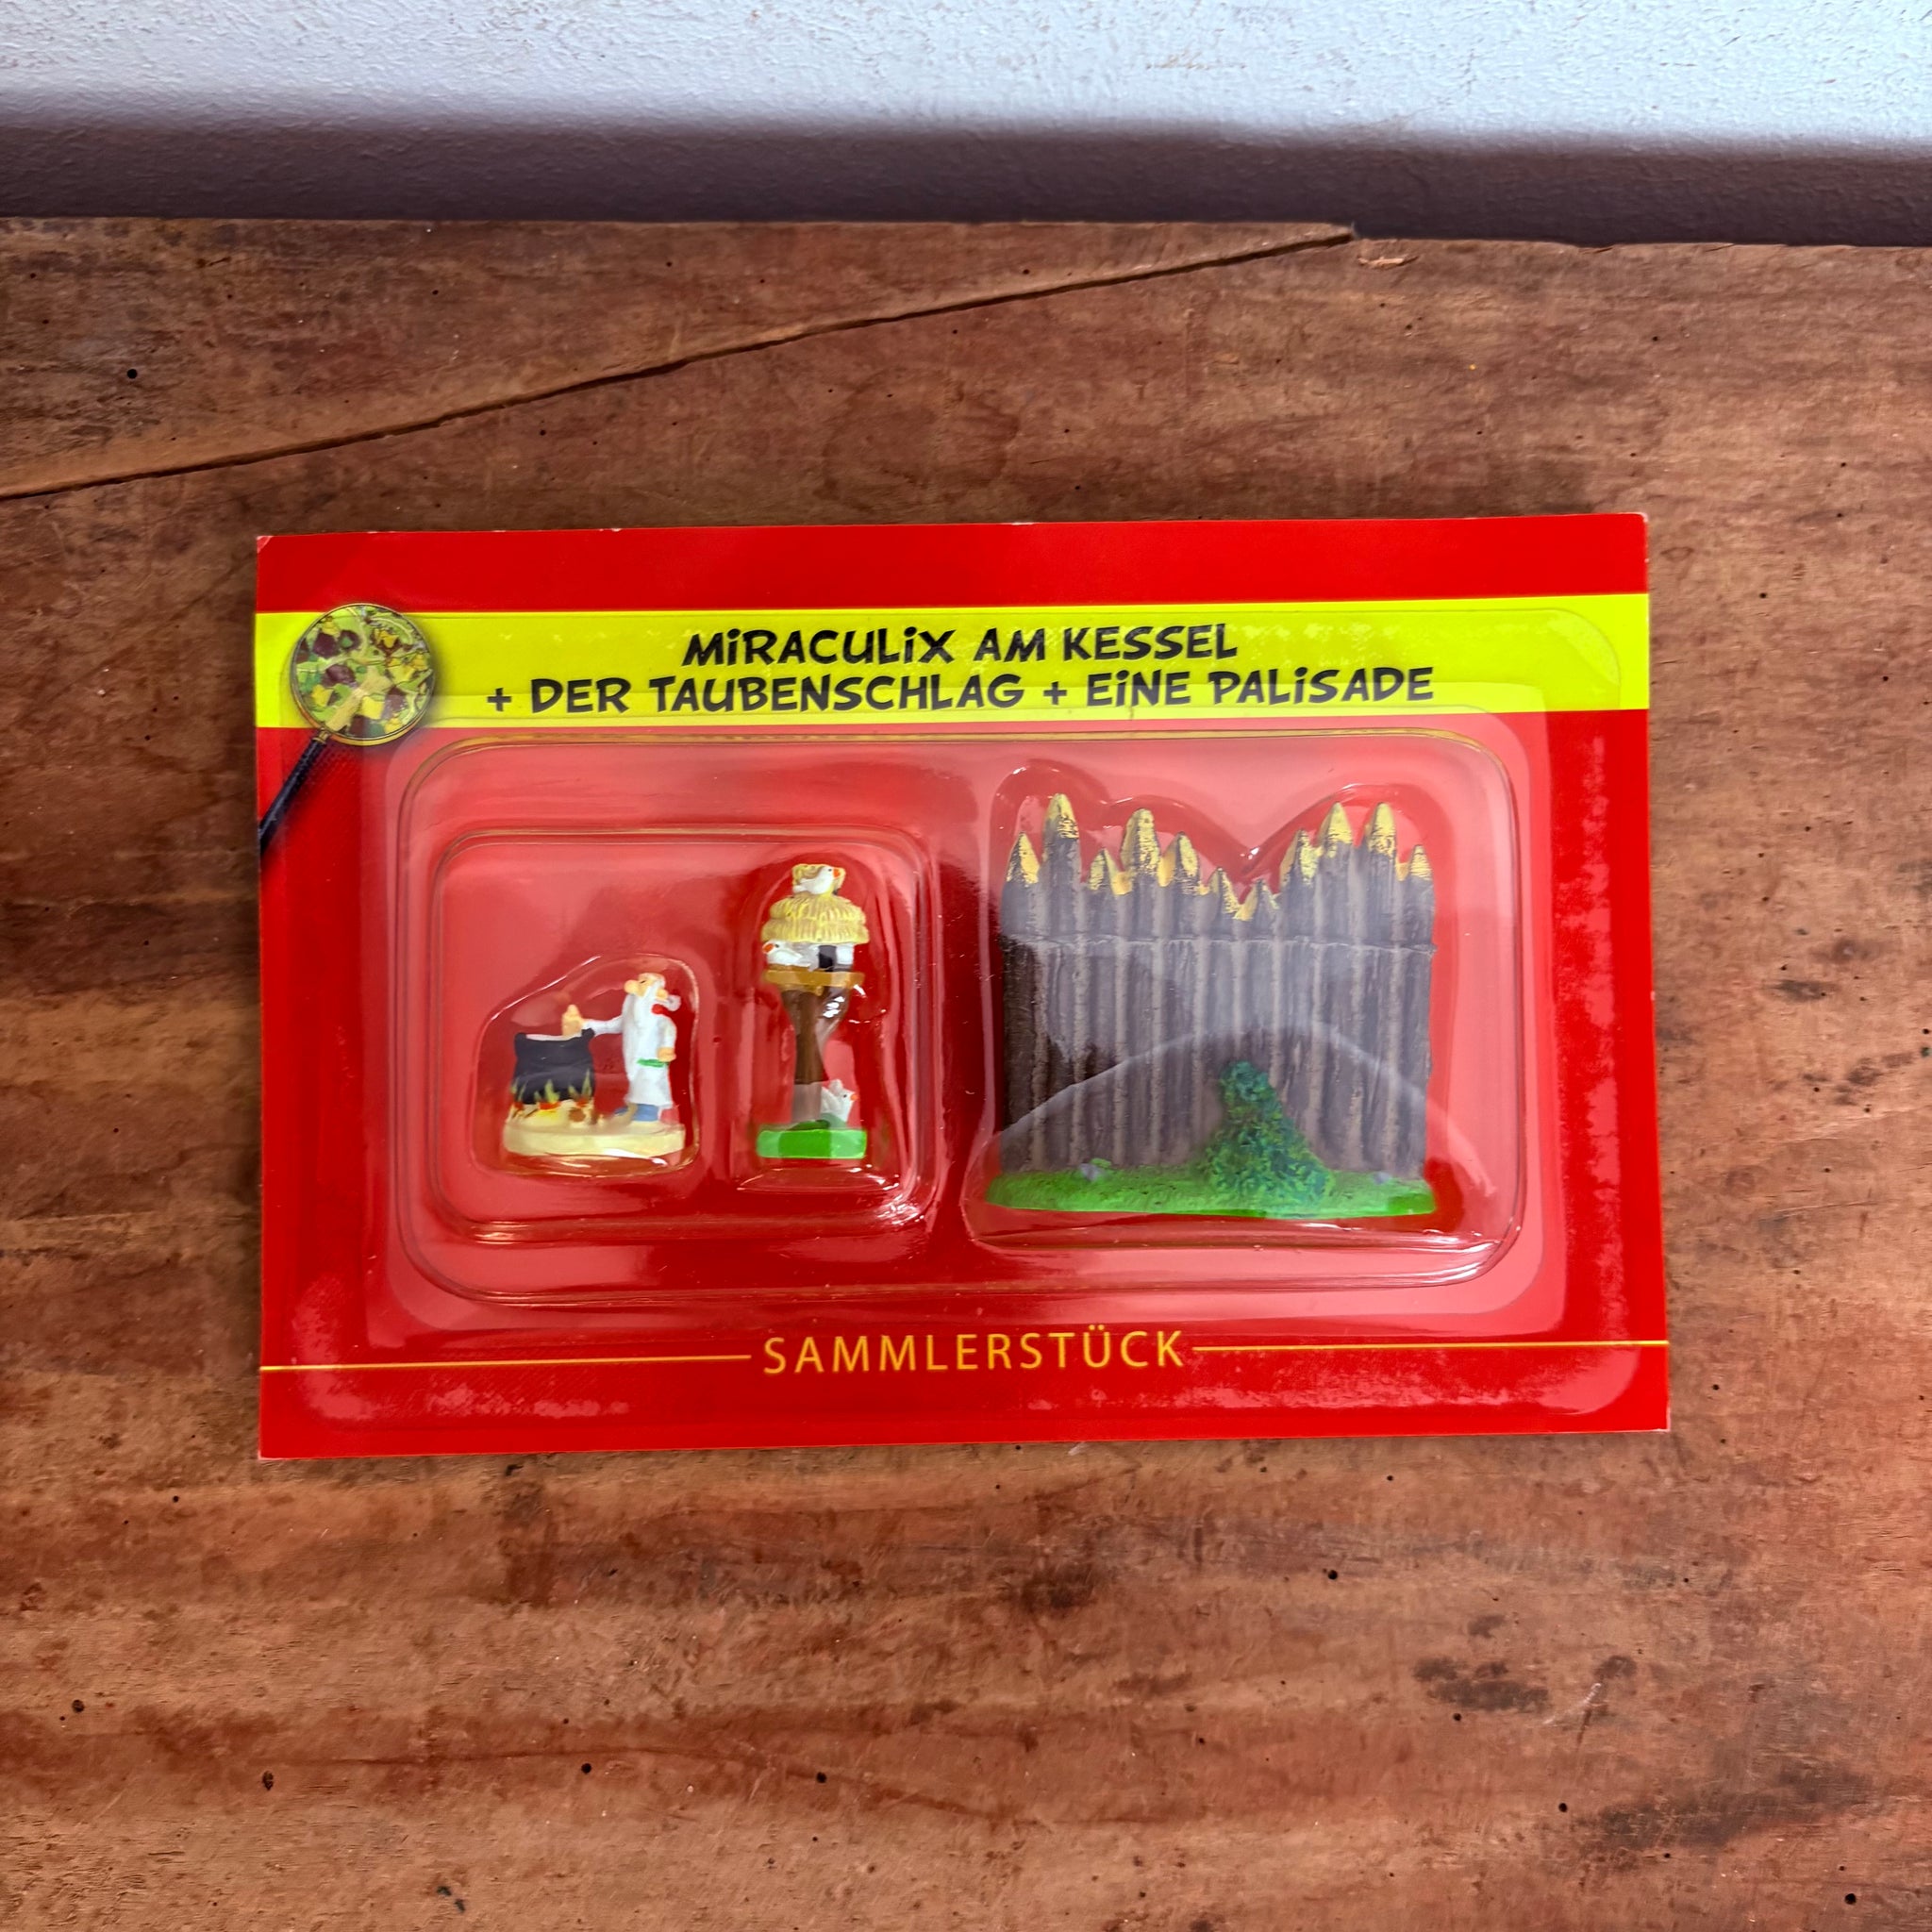 MiRACULiX AM KESSEL
+ DER TAUBENSCHLAG + EiNE PALiSADE
SAMMLERSTÜCK